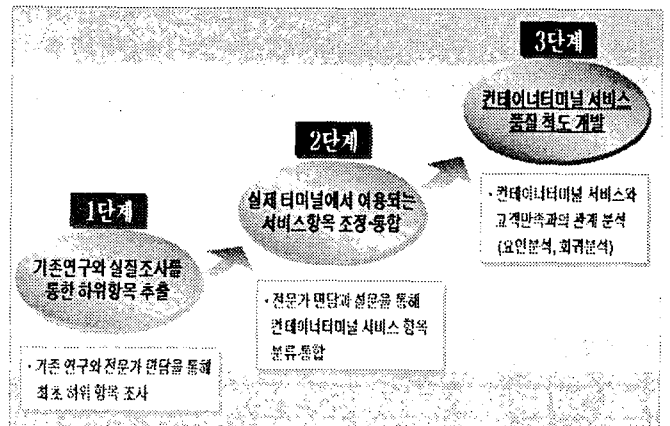 3단계
컨테이너터미널 서비스
품질 척도 개발
· 컨테이너터미널 서비스와
고객만족과의 관계 분석
(요인분석, 회귀분석)
2단계
실제 터미널에서 이용되는
서비스항목 조정·통합
· 전문가 면담과 설문을 통해
컨테이너터미널 서비스 항목
분류·통합
1단계
기존연구와 실질조사를
통한 하위항목 추출
· 기존 연구와 전문가 면담을 통해
최초 하위 항목 조사